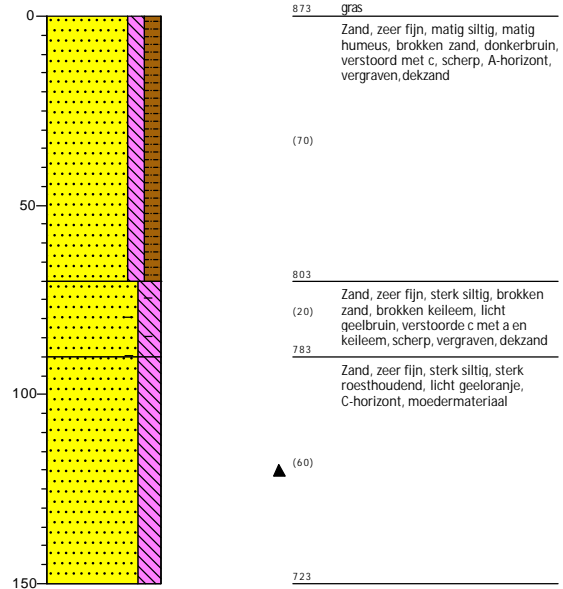 0
873 gras
Zand, zeer fijn, matig siltig, matig
humeus, brokken zand, donkerbruin,
verstoord met c, scherp, A-horizont,
vergraven, dekzand
(70)
50
803
Zand, zeer fijn, sterk siltig, brokken
zand, brokken keileem, licht
(20)
geelbruin, verstoorde c met a en
keileem, scherp, vergraven, dekzand
783
Zand, zeer fijn, sterk siltig, sterk
roesthoudend, licht geeloranje,
100
C-horizont, moedermateriaal
(60)
150
723